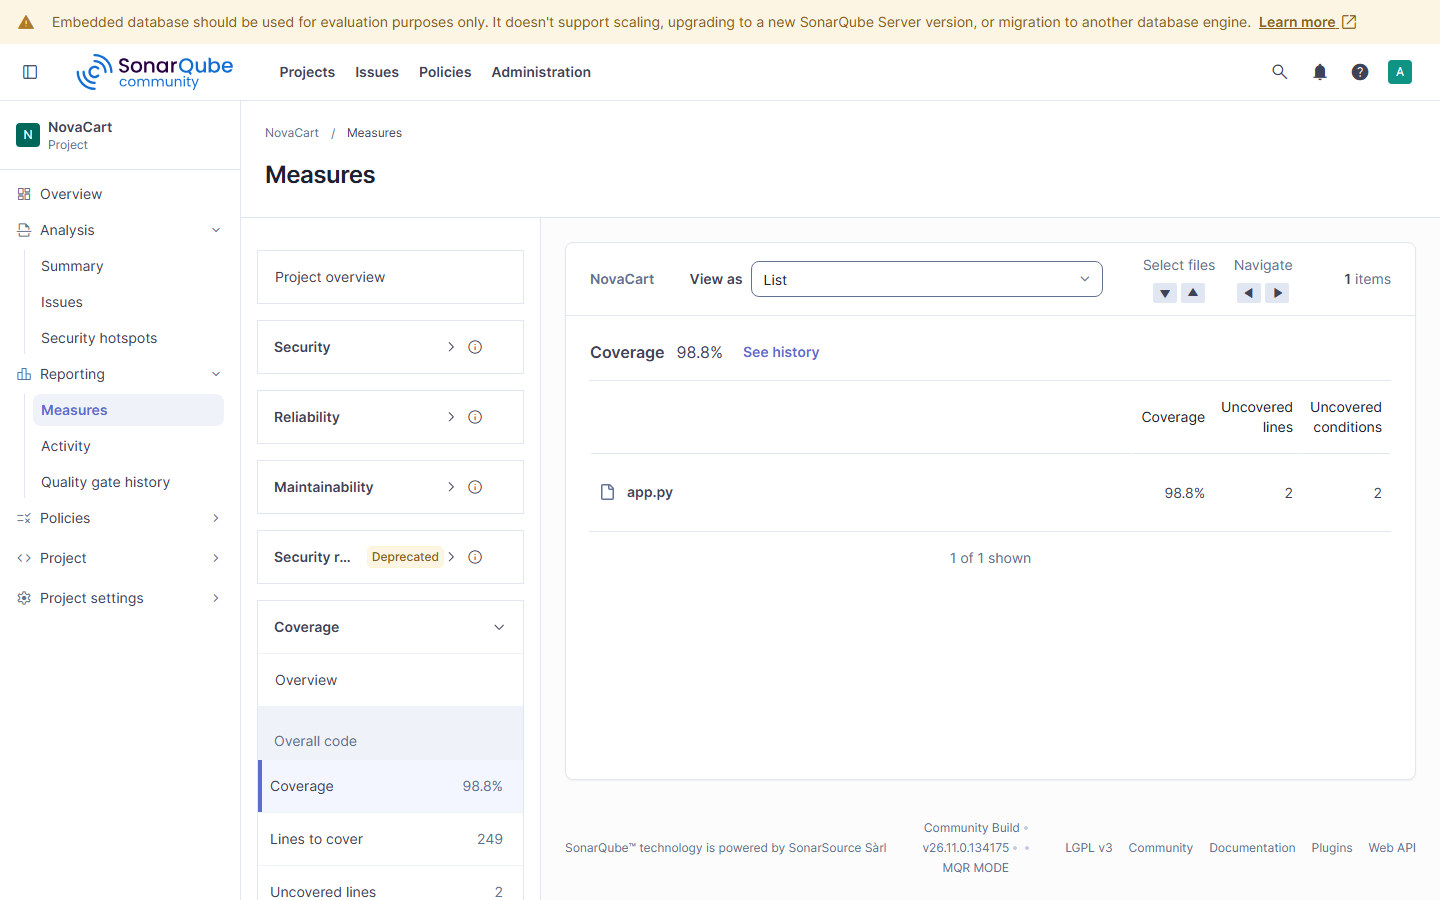 Embedded database should be used for evaluation purposes only. It doesn't support scaling, upgrading to a new SonarQube Server version, or migration to another database engine. Learn more
SonarQube community
Projects
Issues
Policies
Administration
?
A
N
NovaCart
Project
Overview
Analysis
Summary
Issues
Security hotspots
Reporting
Measures
Activity
Quality gate history
Policies
Project
Project settings
NovaCart / Measures
Measures
Project overview
Security
Reliability
Maintainability
Security r... Deprecated
Coverage
Overview
Overall code
Coverage 98.8%
Lines to cover 249
Uncovered lines 2
NovaCart
View as
List
Select files
Navigate
1 items
Coverage 98.8% See history
Coverage
Uncovered lines
Uncovered conditions
app.py 98.8% 2 2
1 of 1 shown
SonarQube™ technology is powered by SonarSource Sàrl
Community Build •
v26.11.0.134175 • •
MQR MODE
LGPL v3
Community
Documentation
Plugins
Web API